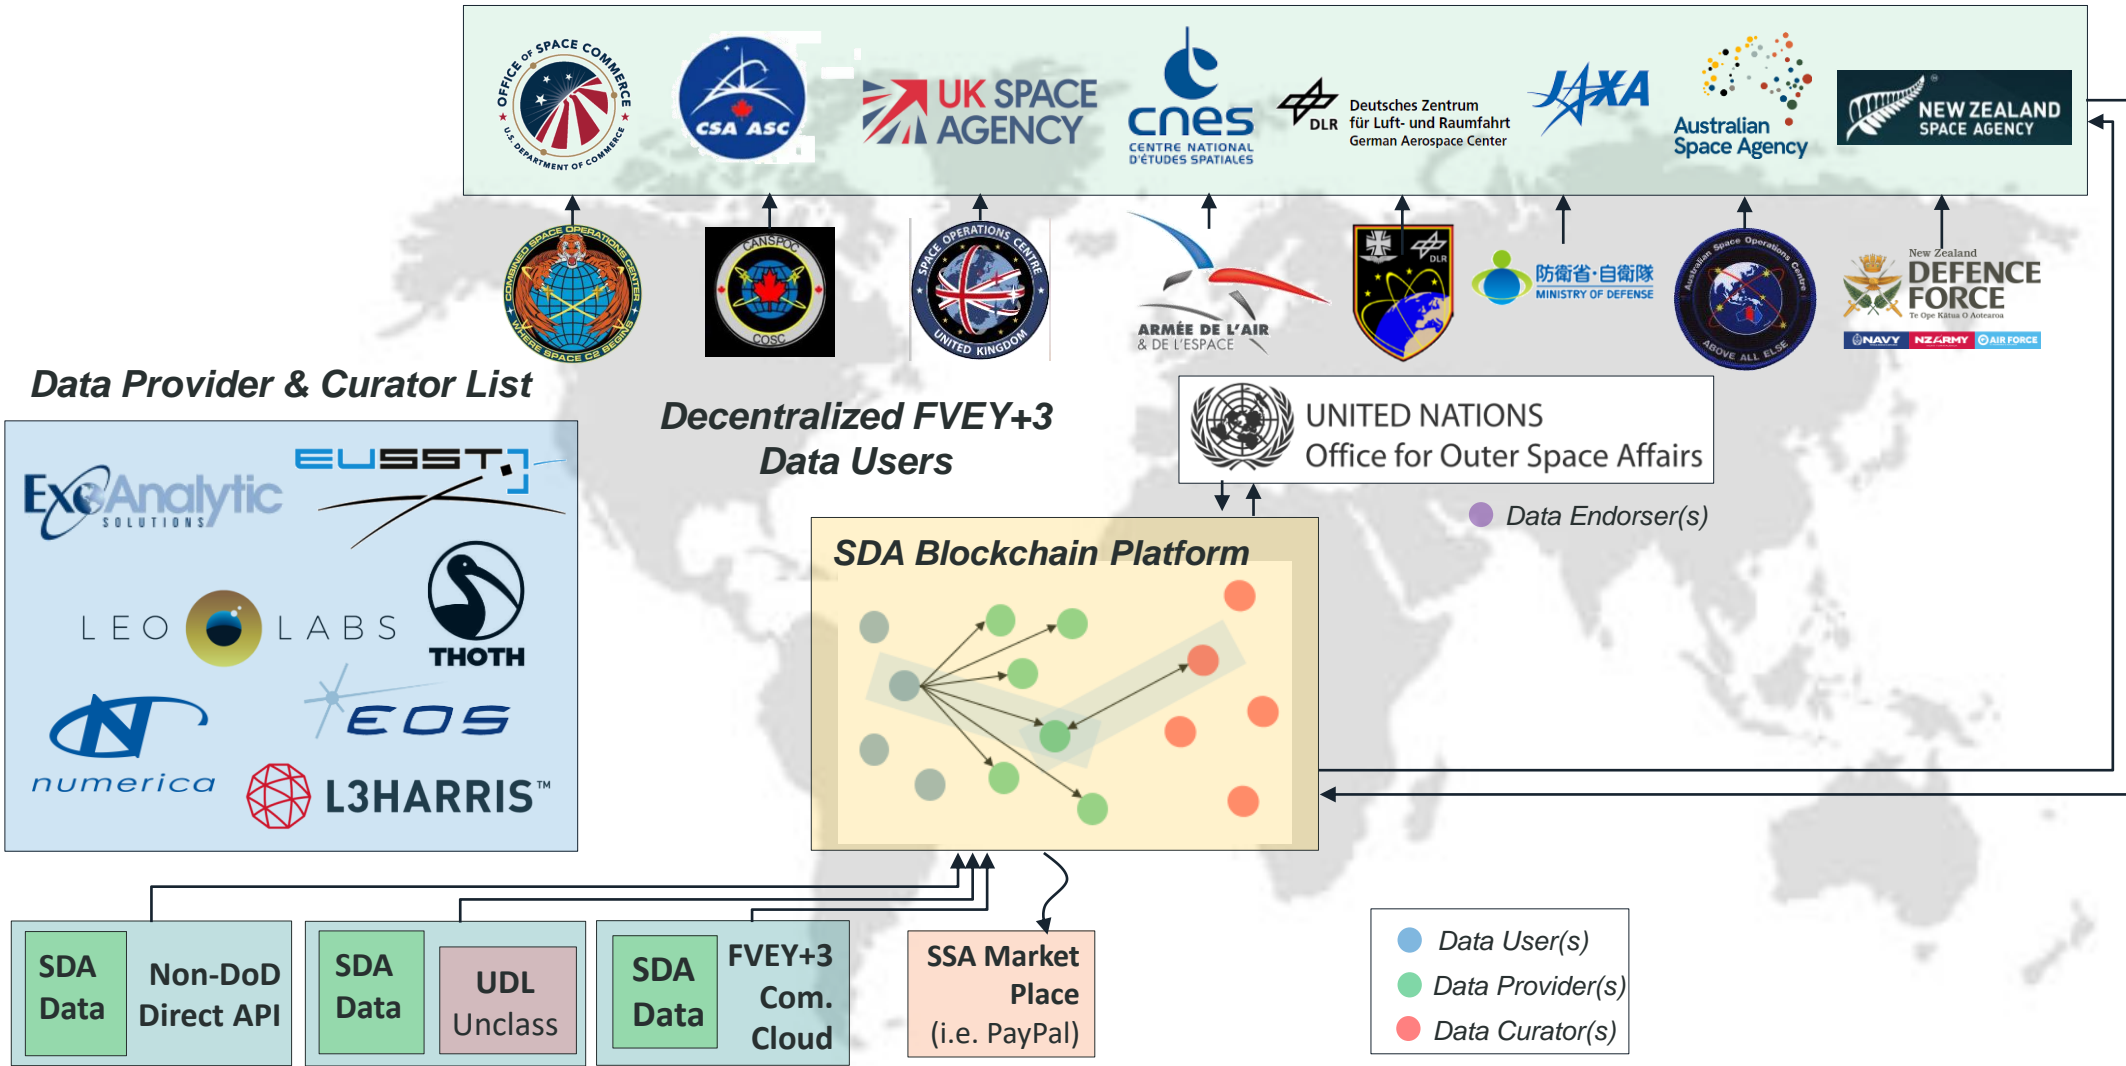 OFFICE OF SPACE COMMERCE
U.S. DEPARTMENT OF COMMERCE
CSA ASC
UK SPACE
AGENCY
cnes
CENTRE NATIONAL
D'ÉTUDES SPATIALES
DLR
Deutsches Zentrum
für Luft- und Raumfahrt
German Aerospace Center
JAXA
Australian
Space Agency
NEW ZEALAND
SPACE AGENCY
COMBINED SPACE OPERATIONS CENTER
WHERE SPACE C2 BEGINS
CANSPOC
COSC
SPACE OPERATIONS CENTRE
UNITED KINGDOM
ARMÉE DE L'AIR
& DE L'ESPACE
DLR
防衛省・自衛隊
MINISTRY OF DEFENSE
Australian Space Operations Centre
ABOVE ALL ELSE
New Zealand
DEFENCE
FORCE
Te Ope Kātua O Aotearoa
NAVY
NZARMY
AIR FORCE
Data Provider & Curator List
Decentralized FVEY+3
Data Users
UNITED NATIONS
Office for Outer Space Affairs
Data Endorser(s)
ExoAnalytic
SOLUTIONS
EUSST
LEO LABS
THOTH
numerica
EOS
L3HARRIS™
SDA Blockchain Platform
SDA
Data
Non-DoD
Direct API
SDA
Data
UDL
Unclass
SDA
Data
FVEY+3
Com.
Cloud
SSA Market
Place
(i.e. PayPal)
Data User(s)
Data Provider(s)
Data Curator(s)